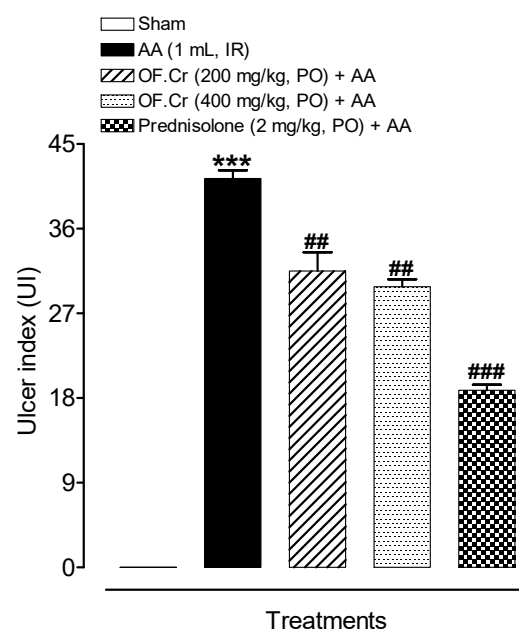 Sham
AA (1 mL, IR)
OF.Cr (200 mg/kg, PO) + AA
OF.Cr (400 mg/kg, PO) + AA
Prednisolone (2 mg/kg, PO) + AA
45
36
27
18
9
0
Ulcer index (UI)
***
##
##
###
Treatments